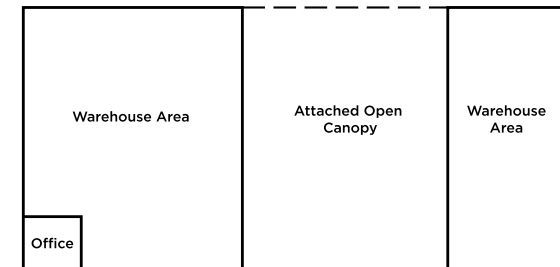 Warehouse Area
Attached Open
Canopy
Warehouse
Area
Office